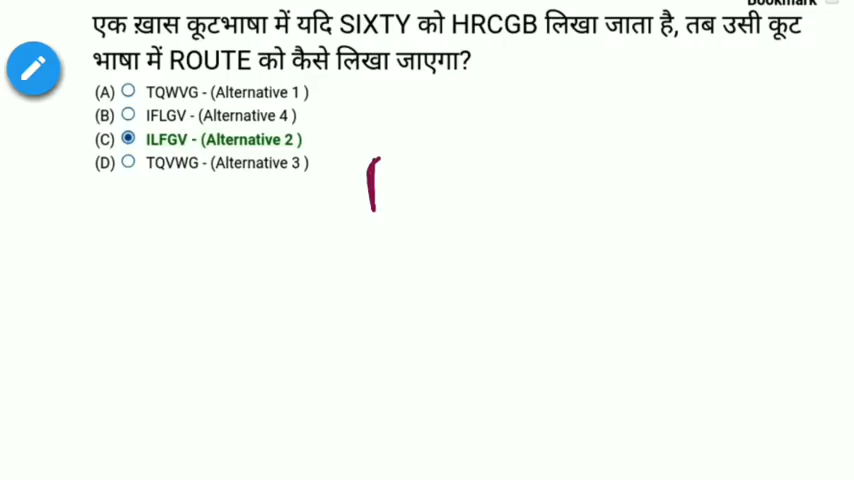 Bookmark
एक ख़ास कूटभाषा में यदि SIXTY को HRCGB लिखा जाता है, तब उसी कूट
भाषा में ROUTE को कैसे लिखा जाएगा?
(A) TQWVG - (Alternative 1 )
(B) IFLGV - (Alternative 4 )
(C) ILFGV - (Alternative 2 )
(D) TQVWG - (Alternative 3 )